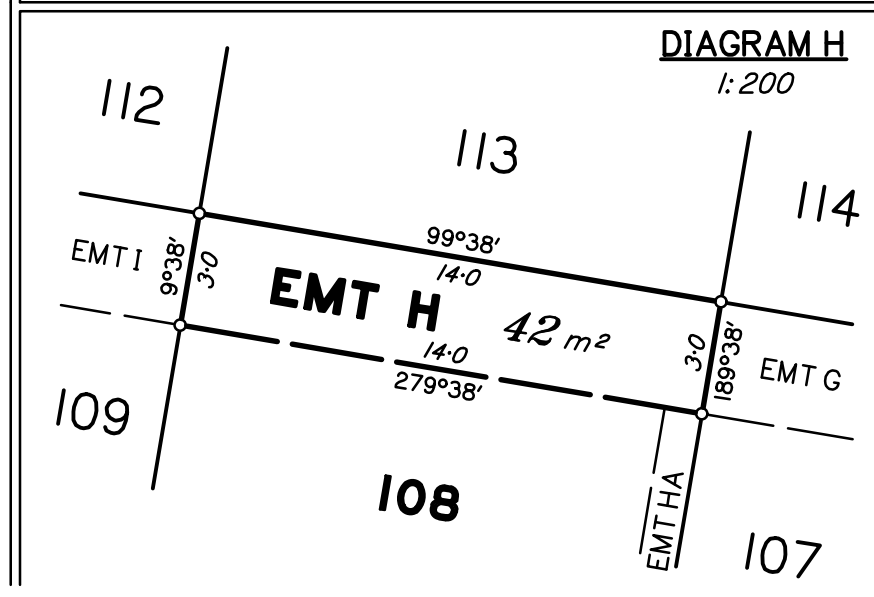 DIAGRAM H
1:200
112
113
114
99°38'
14·0
EMT I
9°38'
3·0
EMT H
42 m²
14·0
279°38'
3·0
189°38'
EMT G
109
108
EMT HA
107